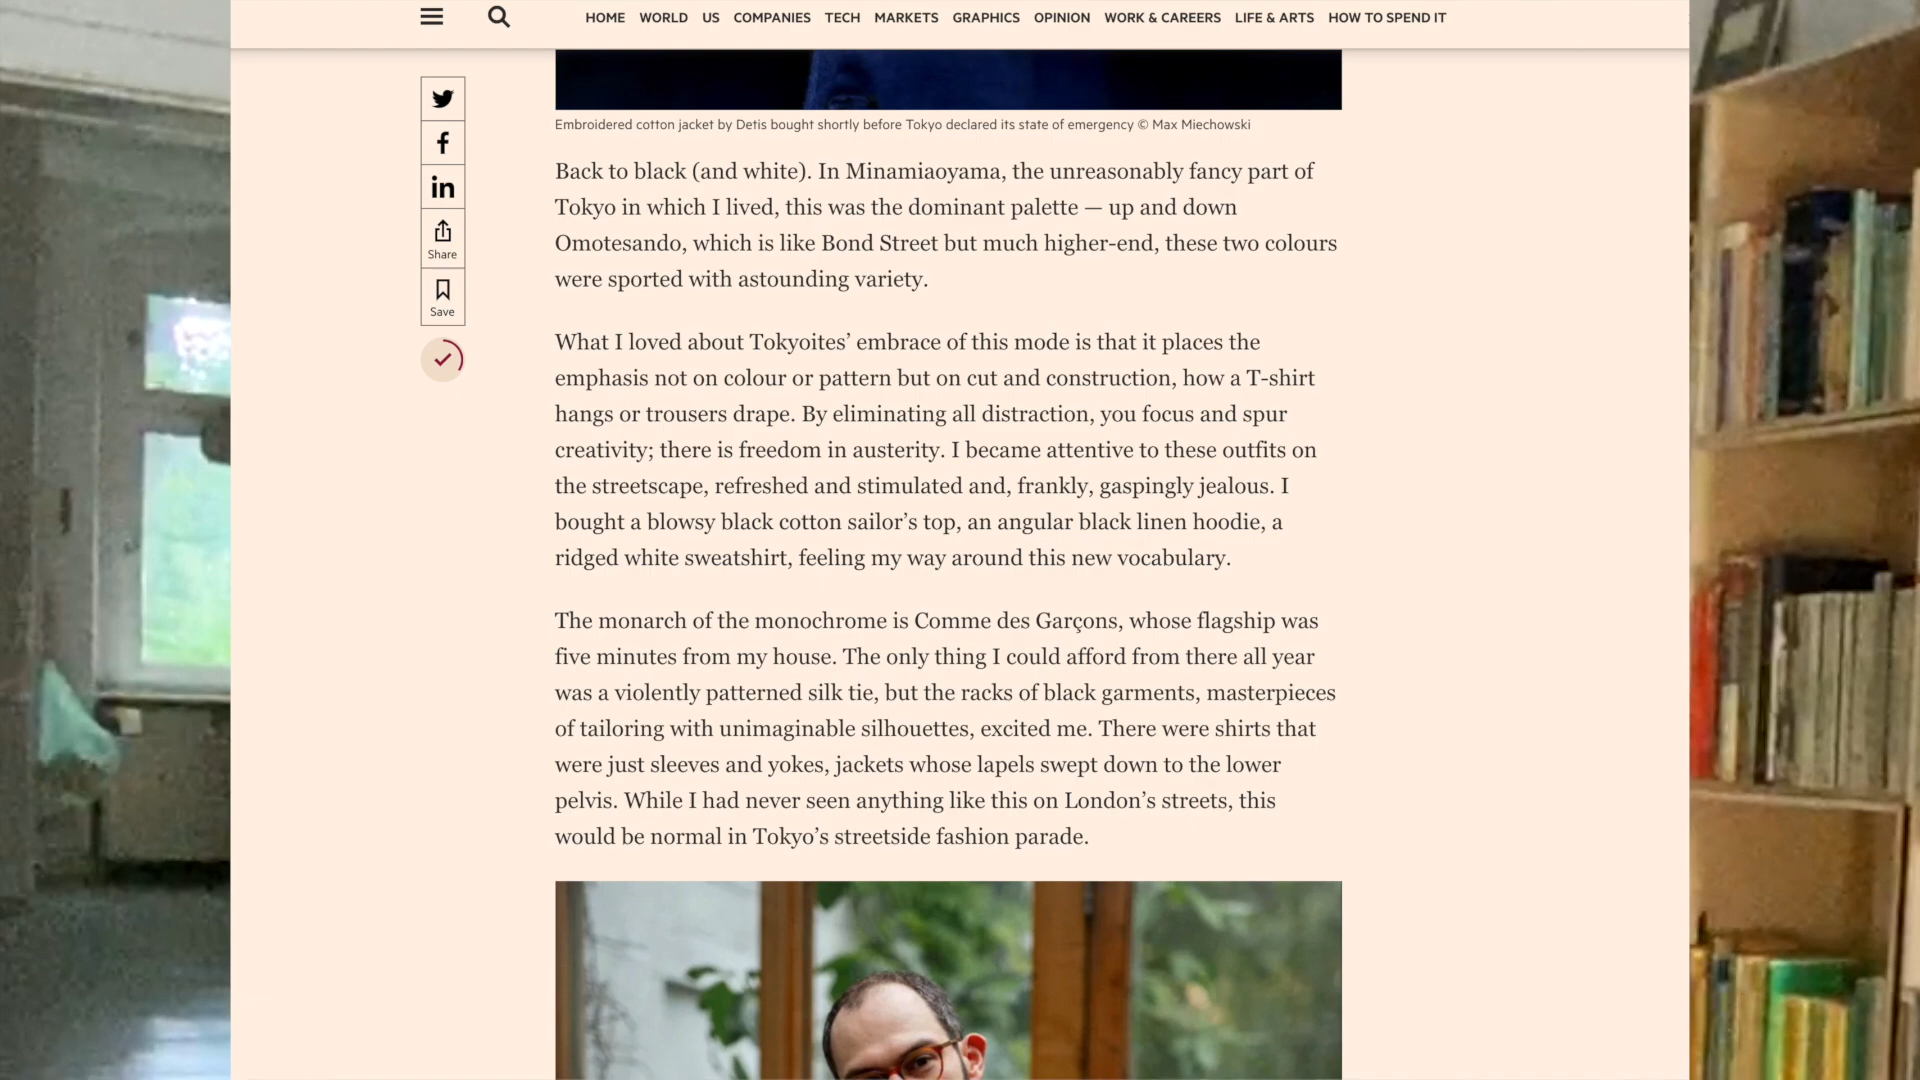 HOME WORLD US COMPANIES TECH MARKETS GRAPHICS OPINION WORK & CAREERS LIFE & ARTS HOW TO SPEND IT
Share
Save
Embroidered cotton jacket by Detis bought shortly before Tokyo declared its state of emergency © Max Miechowski
Back to black (and white). In Minamiaoyama, the unreasonably fancy part of
Tokyo in which I lived, this was the dominant palette — up and down
Omotesando, which is like Bond Street but much higher-end, these two colours
were sported with astounding variety.
What I loved about Tokyoites’ embrace of this mode is that it places the
emphasis not on colour or pattern but on cut and construction, how a T-shirt
hangs or trousers drape. By eliminating all distraction, you focus and spur
creativity; there is freedom in austerity. I became attentive to these outfits on
the streetscape, refreshed and stimulated and, frankly, gaspingly jealous. I
bought a blowsy black cotton sailor’s top, an angular black linen hoodie, a
ridged white sweatshirt, feeling my way around this new vocabulary.
The monarch of the monochrome is Comme des Garçons, whose flagship was
five minutes from my house. The only thing I could afford from there all year
was a violently patterned silk tie, but the racks of black garments, masterpieces
of tailoring with unimaginable silhouettes, excited me. There were shirts that
were just sleeves and yokes, jackets whose lapels swept down to the lower
pelvis. While I had never seen anything like this on London’s streets, this
would be normal in Tokyo’s streetside fashion parade.